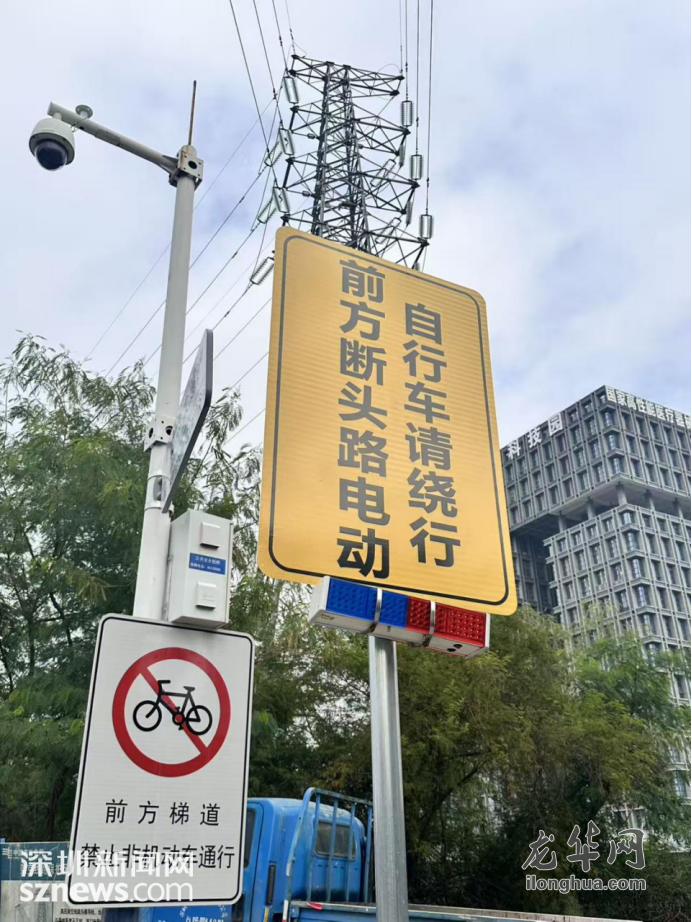 前方断头路电动
自行车请绕行
前方梯道
禁止非机动车通行
科技园
深圳新闻网
sznews.com
龙华网
ilonghua.com